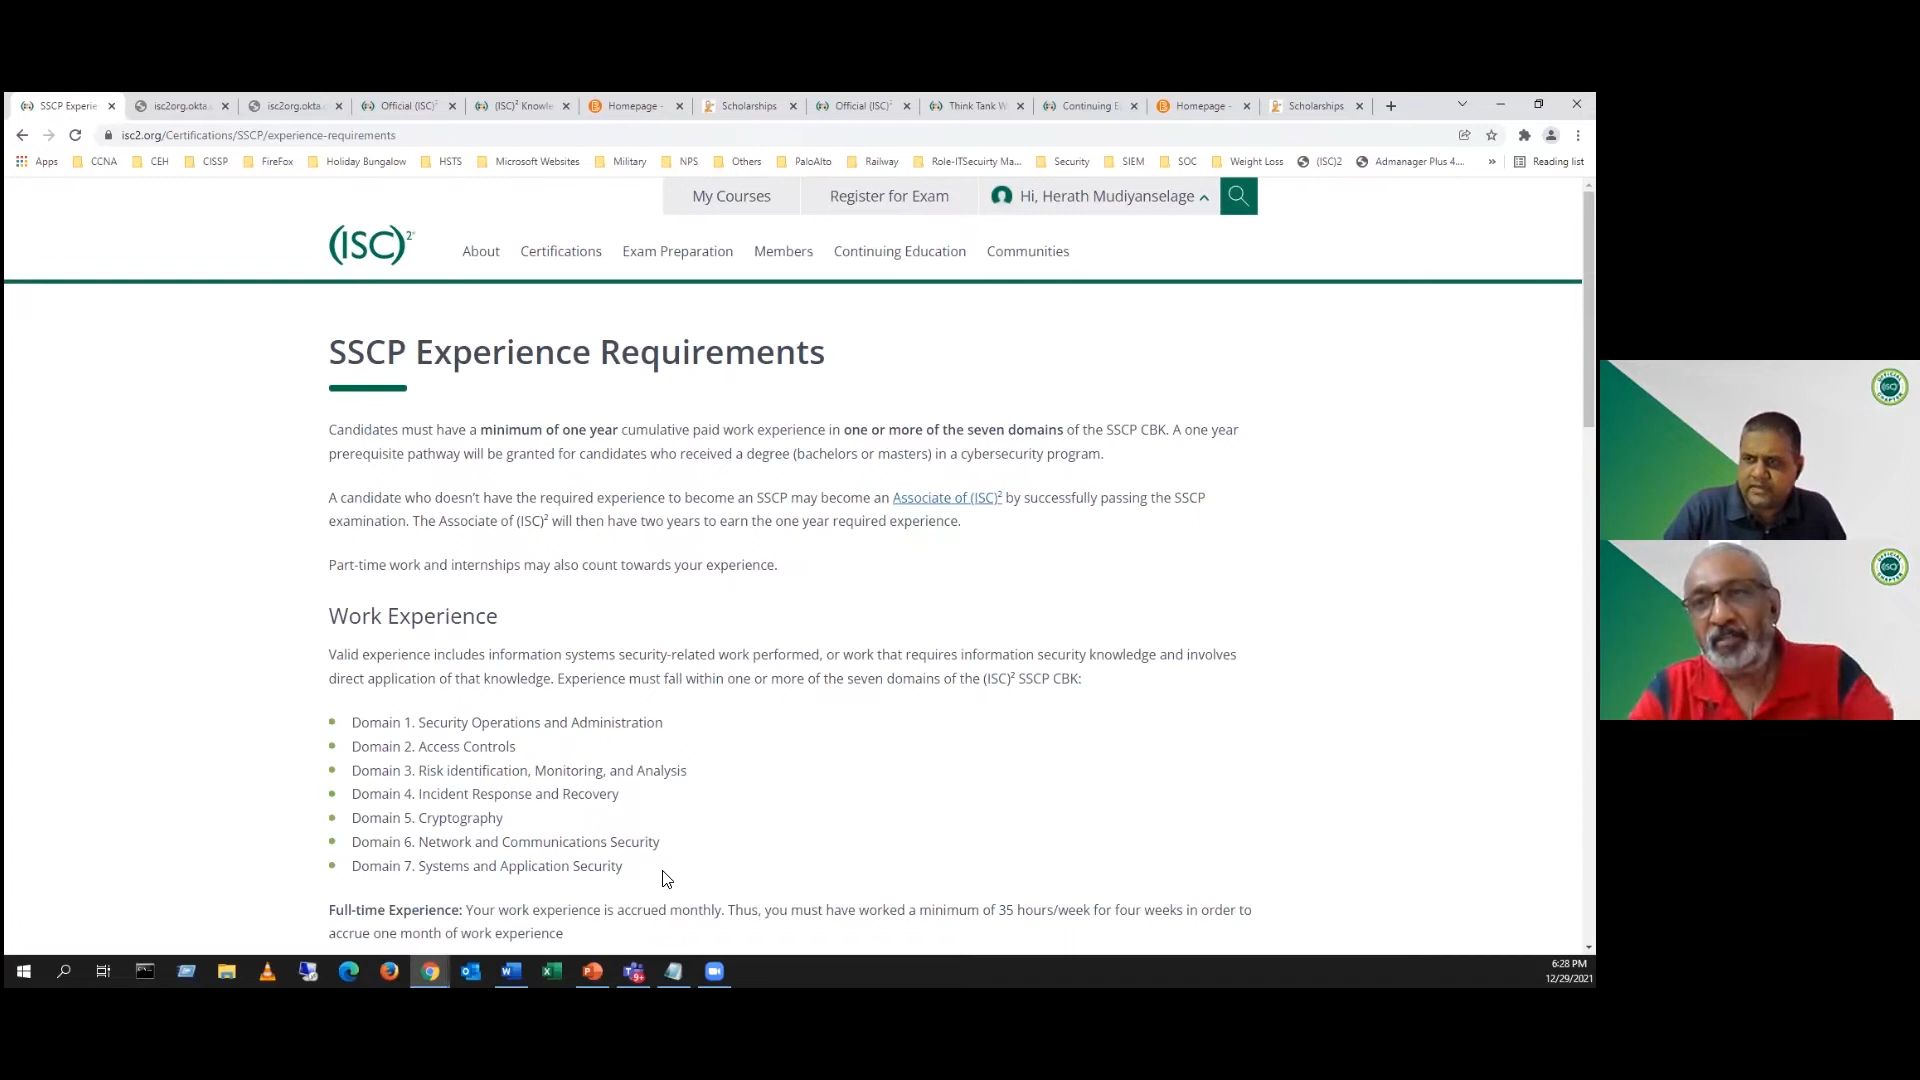 SSCP Experie
isc2org.okta.
isc2org.okta.
Official (ISC)²
(ISC)² Knowle
Homepage -
Scholarships
Official (ISC)²
Think Tank W
Continuing E
Homepage -
Scholarships
isc2.org/Certifications/SSCP/experience-requirements
Apps CCNA CEH CISSP FireFox Holiday Bungalow HSTS Microsoft Websites Military NPS Others PaloAlto Railway Role-ITSecuirty Ma... Security SIEM SOC Weight Loss (ISC)2 Admanager Plus 4.... » Reading list
My Courses Register for Exam Hi, Herath Mudiyanselage
(ISC)²
About Certifications Exam Preparation Members Continuing Education Communities
SSCP Experience Requirements
Candidates must have a minimum of one year cumulative paid work experience in one or more of the seven domains of the SSCP CBK. A one year
prerequisite pathway will be granted for candidates who received a degree (bachelors or masters) in a cybersecurity program.
A candidate who doesn't have the required experience to become an SSCP may become an Associate of (ISC)² by successfully passing the SSCP
examination. The Associate of (ISC)² will then have two years to earn the one year required experience.
Part-time work and internships may also count towards your experience.
Work Experience
Valid experience includes information systems security-related work performed, or work that requires information security knowledge and involves
direct application of that knowledge. Experience must fall within one or more of the seven domains of the (ISC)² SSCP CBK:
Domain 1. Security Operations and Administration
Domain 2. Access Controls
Domain 3. Risk identification, Monitoring, and Analysis
Domain 4. Incident Response and Recovery
Domain 5. Cryptography
Domain 6. Network and Communications Security
Domain 7. Systems and Application Security
Full-time Experience: Your work experience is accrued monthly. Thus, you must have worked a minimum of 35 hours/week for four weeks in order to
accrue one month of work experience
9+
6:28 PM
12/29/2021